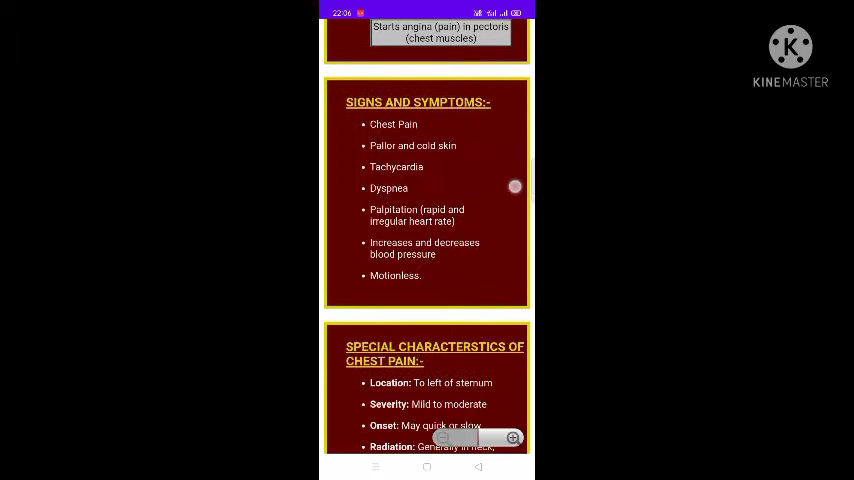 22:06
K
KINEMASTER
Starts angina (pain) in pectoris
(chest muscles)
SIGNS AND SYMPTOMS:-
• Chest Pain
• Pallor and cold skin
• Tachycardia
• Dyspnea
• Palpitation (rapid and
irregular heart rate)
• Increases and decreases
blood pressure
• Motionless.
SPECIAL CHARACTERSTICS OF
CHEST PAIN:-
• Location: To left of sternum
• Severity: Mild to moderate
• Onset: May quick or slow
• Radiation: Generally in neck,